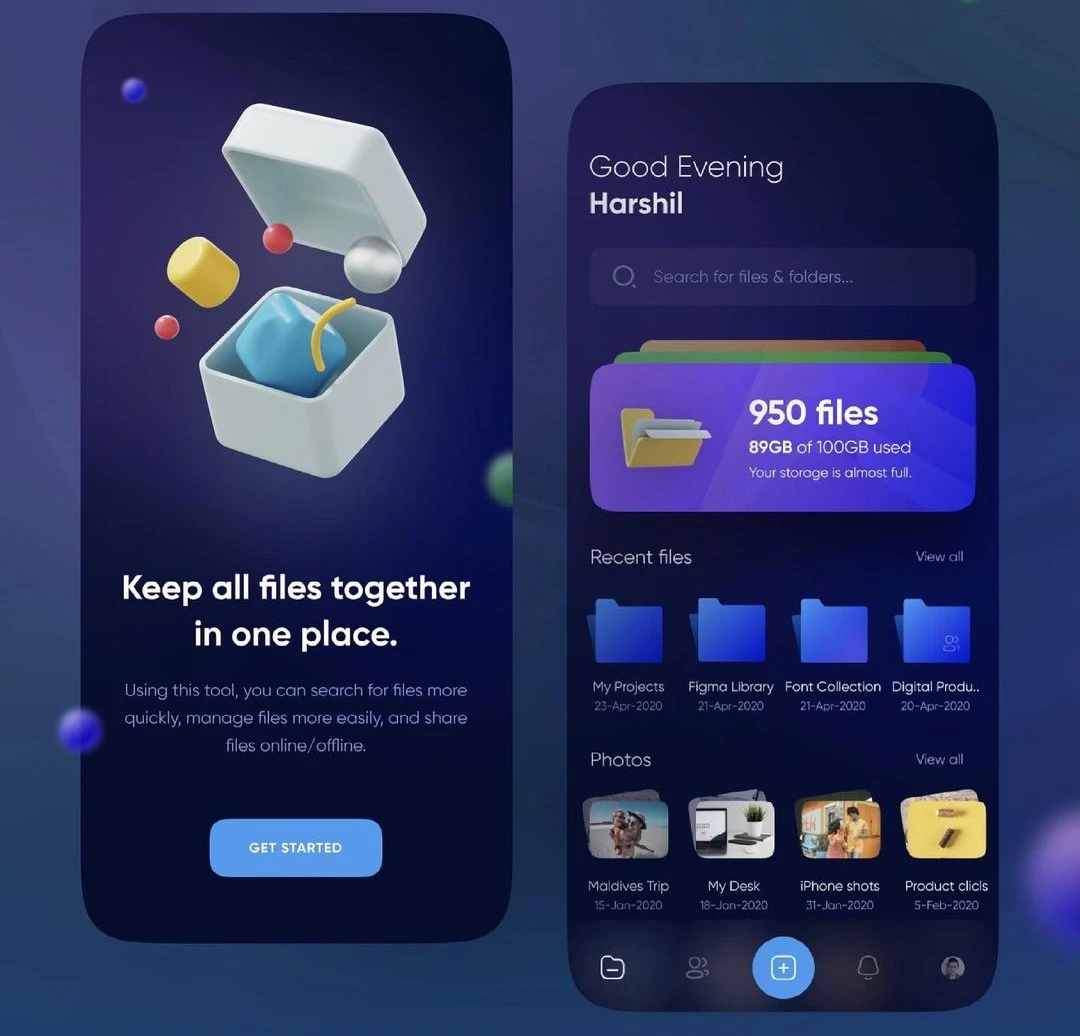 Keep all files together
in one place.
Using this tool, you can search for files more
quickly, manage files more easily, and share
files online/offline.
GET STARTED
Good Evening
Harshil
Search for files & folders...
950 files
89GB of 100GB used
Your storage is almost full.
Recent files View all
My Projects Figma Library Font Collection Digital Produ..
23-Apr-2020 21-Apr-2020 21-Apr-2020 20-Apr-2020
Photos View all
Maldives Trip My Desk iPhone shots Product clicls
15-Jan-2020 18-Jan-2020 31-Jan-2020 5-Feb-2020